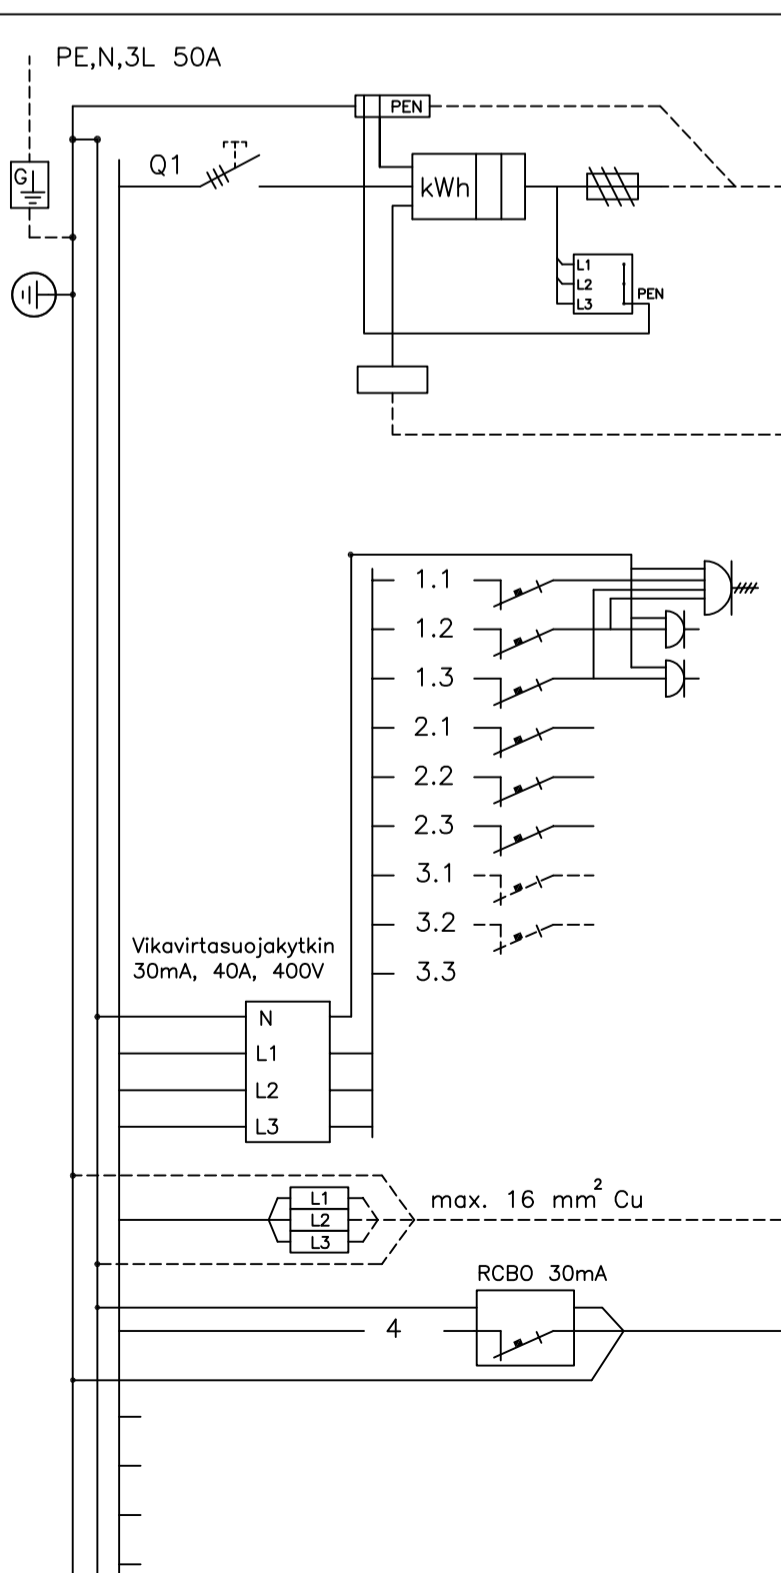 PE,N,3L 50A
PEN
Q1
kWh
G
L1
L2
L3
PEN
1.1
1.2
1.3
2.1
2.2
2.3
3.1
3.2
3.3
Vikavirtasuojakytkin
30mA, 40A, 400V
N
L1
L2
L3
L1
L2
L3
max. 16 mm² Cu
RCBO 30mA
4